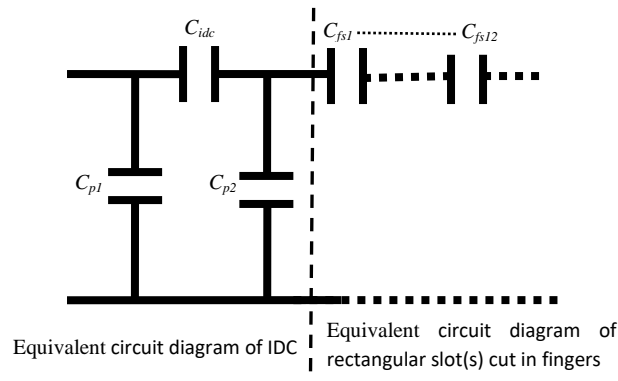 C_idc C_fs1 C_fs12
C_p1 C_p2
Equivalent circuit diagram of IDC
Equivalent circuit diagram of
rectangular slot(s) cut in fingers